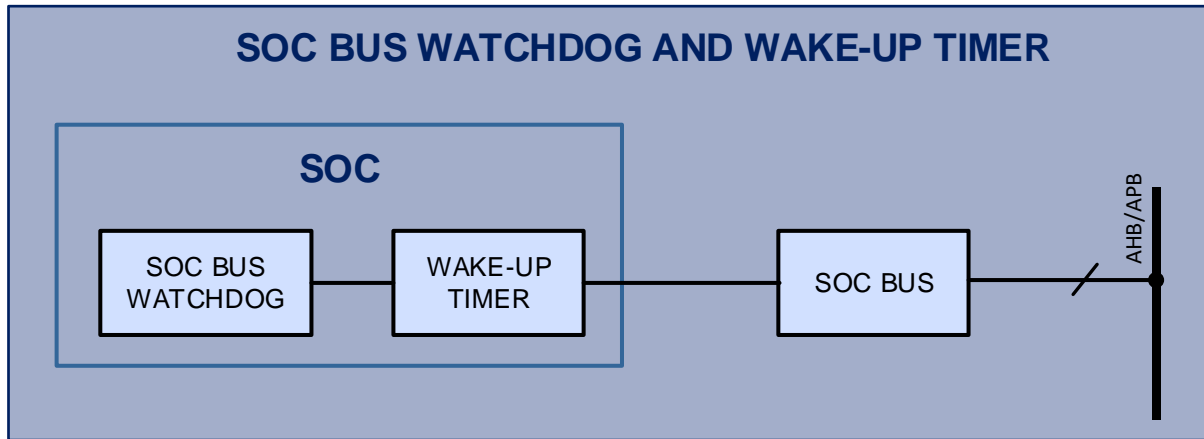 SOC BUS WATCHDOG AND WAKE-UP TIMER
SOC
SOC BUS
WATCHDOG
WAKE-UP
TIMER
SOC BUS
AHB/APB